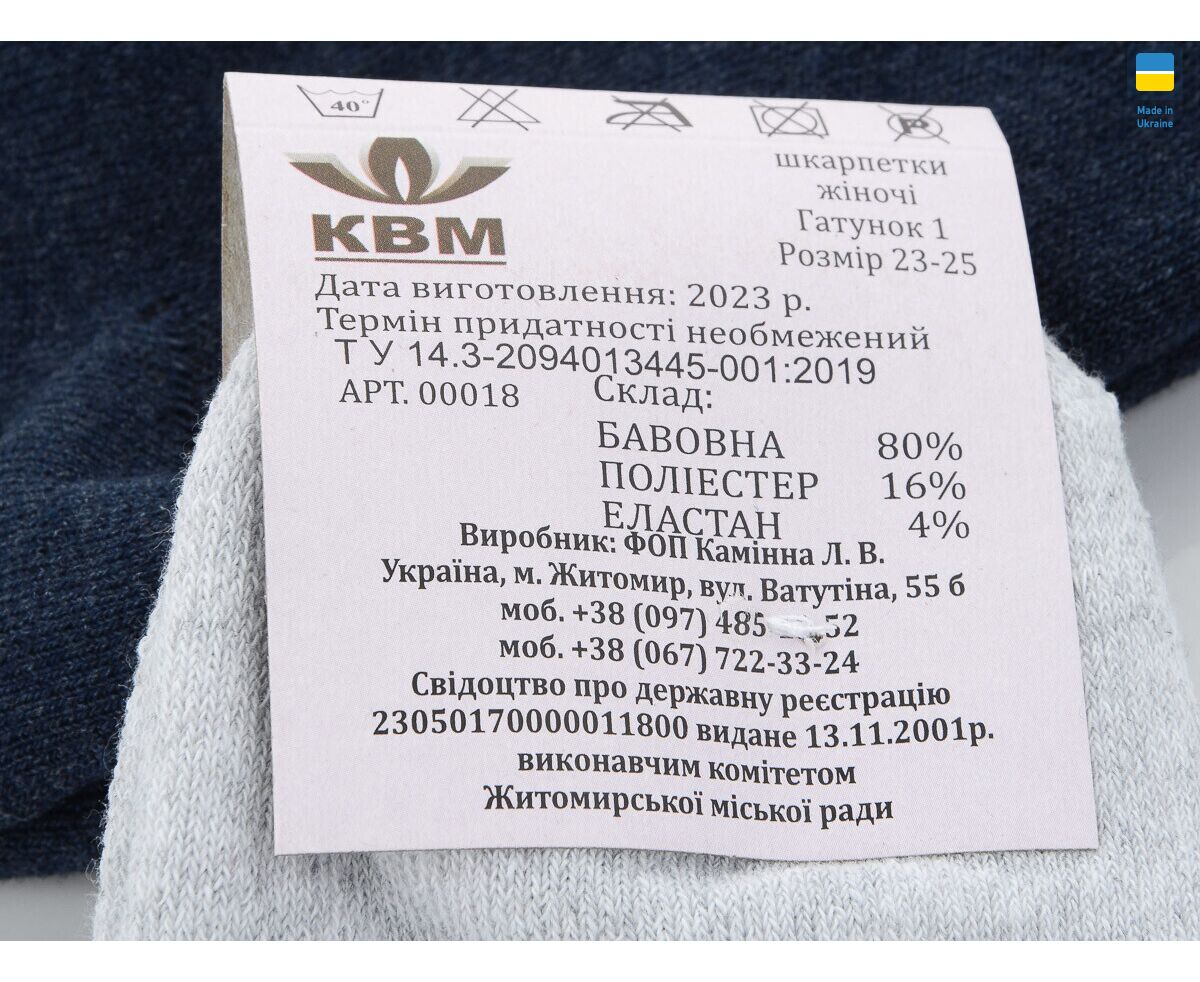 Made in
Ukraine
40°
P
КВМ
шкарпетки
жіночі
Гатунок 1
Розмір 23-25
Дата виготовлення: 2023 р.
Термін придатності необмежений
Т У 14.3-2094013445-001:2019
АРТ. 00018
Склад:
БАВОВНА 80%
ПОЛІЕСТЕР 16%
ЕЛАСТАН 4%
Виробник: ФОП Камінна Л. В.
Україна, м. Житомир, вул. Ватутіна, 55 б
моб. +38 (097) 485 52
моб. +38 (067) 722-33-24
Свідоцтво про державну реєстрацію
23050170000011800 видане 13.11.2001р.
виконавчим комітетом
Житомирської міської ради